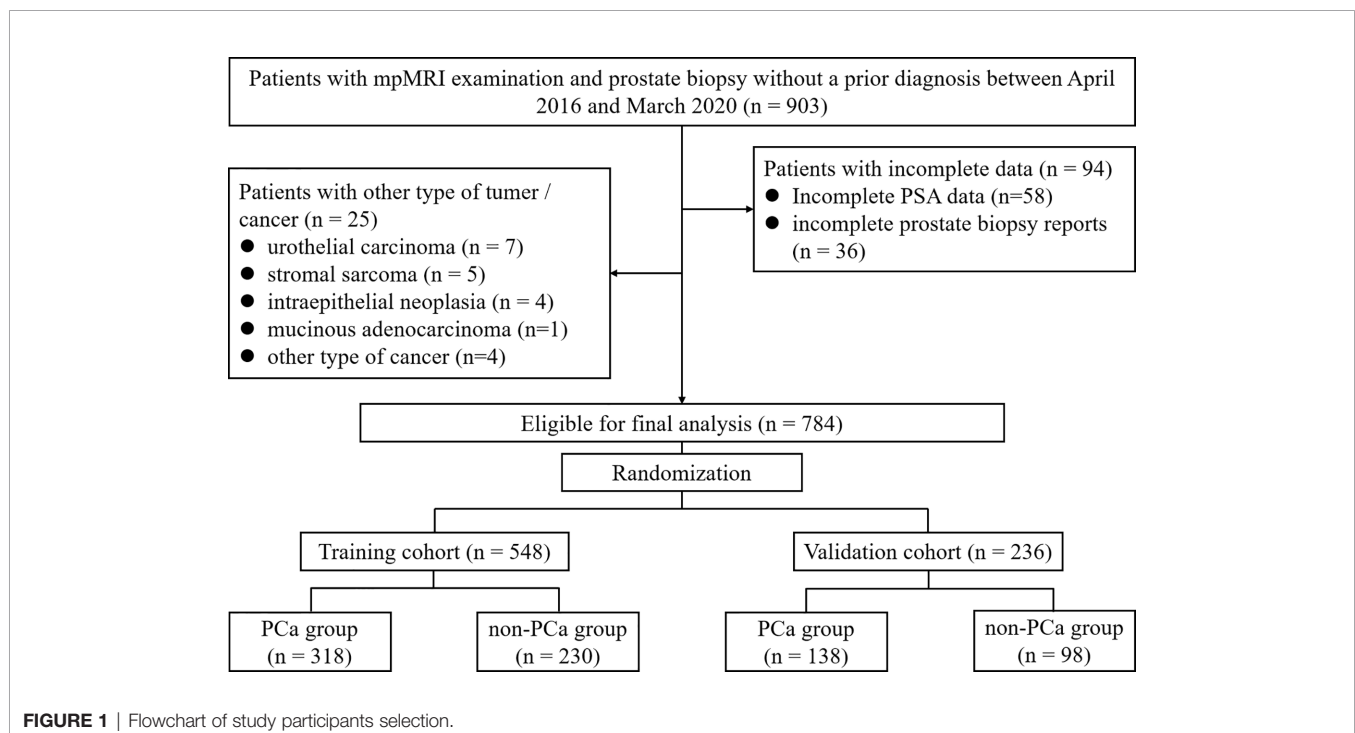 Patients with mpMRI examination and prostate biopsy without a prior diagnosis between April
2016 and March 2020 (n = 903)
Patients with incomplete data (n = 94)
● Incomplete PSA data (n=58)
● incomplete prostate biopsy reports
(n = 36)
Patients with other type of tumer /
cancer (n = 25)
● urothelial carcinoma (n = 7)
● stromal sarcoma (n = 5)
● intraepithelial neoplasia (n = 4)
● mucinous adenocarcinoma (n=1)
● other type of cancer (n=4)
Eligible for final analysis (n = 784)
Randomization
Training cohort (n = 548)
Validation cohort (n = 236)
PCa group
(n = 318)
non-PCa group
(n = 230)
PCa group
(n = 138)
non-PCa group
(n = 98)
FIGURE 1 | Flowchart of study participants selection.